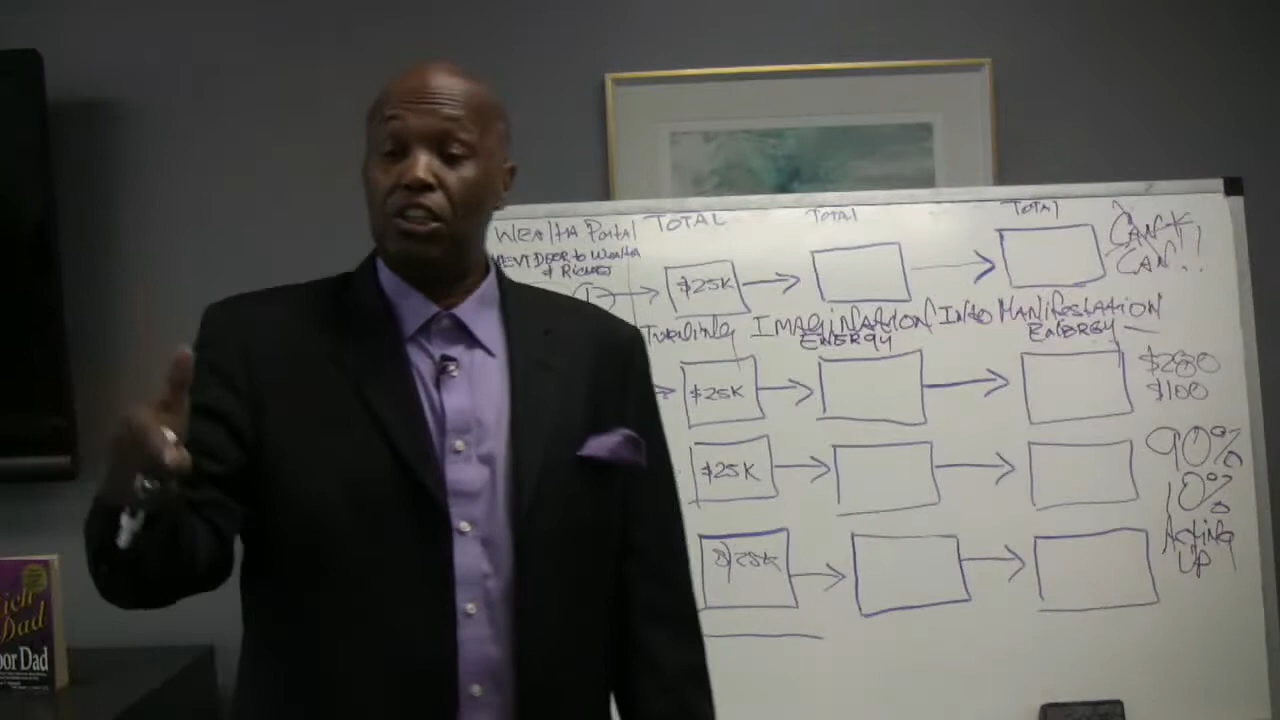 TOTAL
TOTAL
TOTAL
Wealth Portal
NEXT DOOR to Wealth
& Riches
$25K
CAN'T
CAN!!
Turning IMAGINATION Into MANifestation
ENERGY
ENERGY
$25K
$100
$25K
90%
10%
$25K
Acting
UP
Rich
Dad
Poor Dad